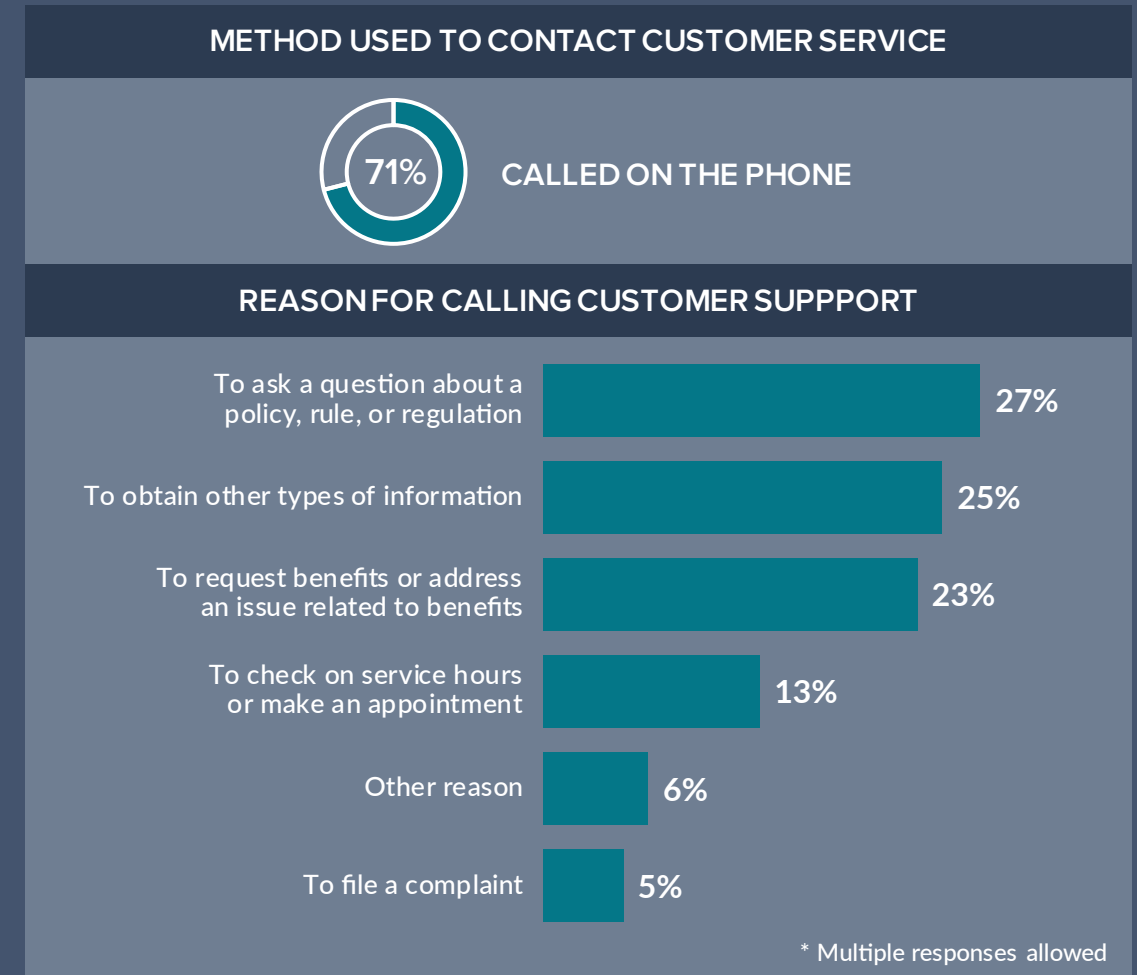 METHOD USED TO CONTACT CUSTOMER SERVICE
71%
CALLED ON THE PHONE
REASON FOR CALLING CUSTOMER SUPPPORT
To ask a question about a
policy, rule, or regulation
27%
To obtain other types of information
25%
To request benefits or address
an issue related to benefits
23%
To check on service hours
or make an appointment
13%
Other reason
6%
To file a complaint
5%
* Multiple responses allowed